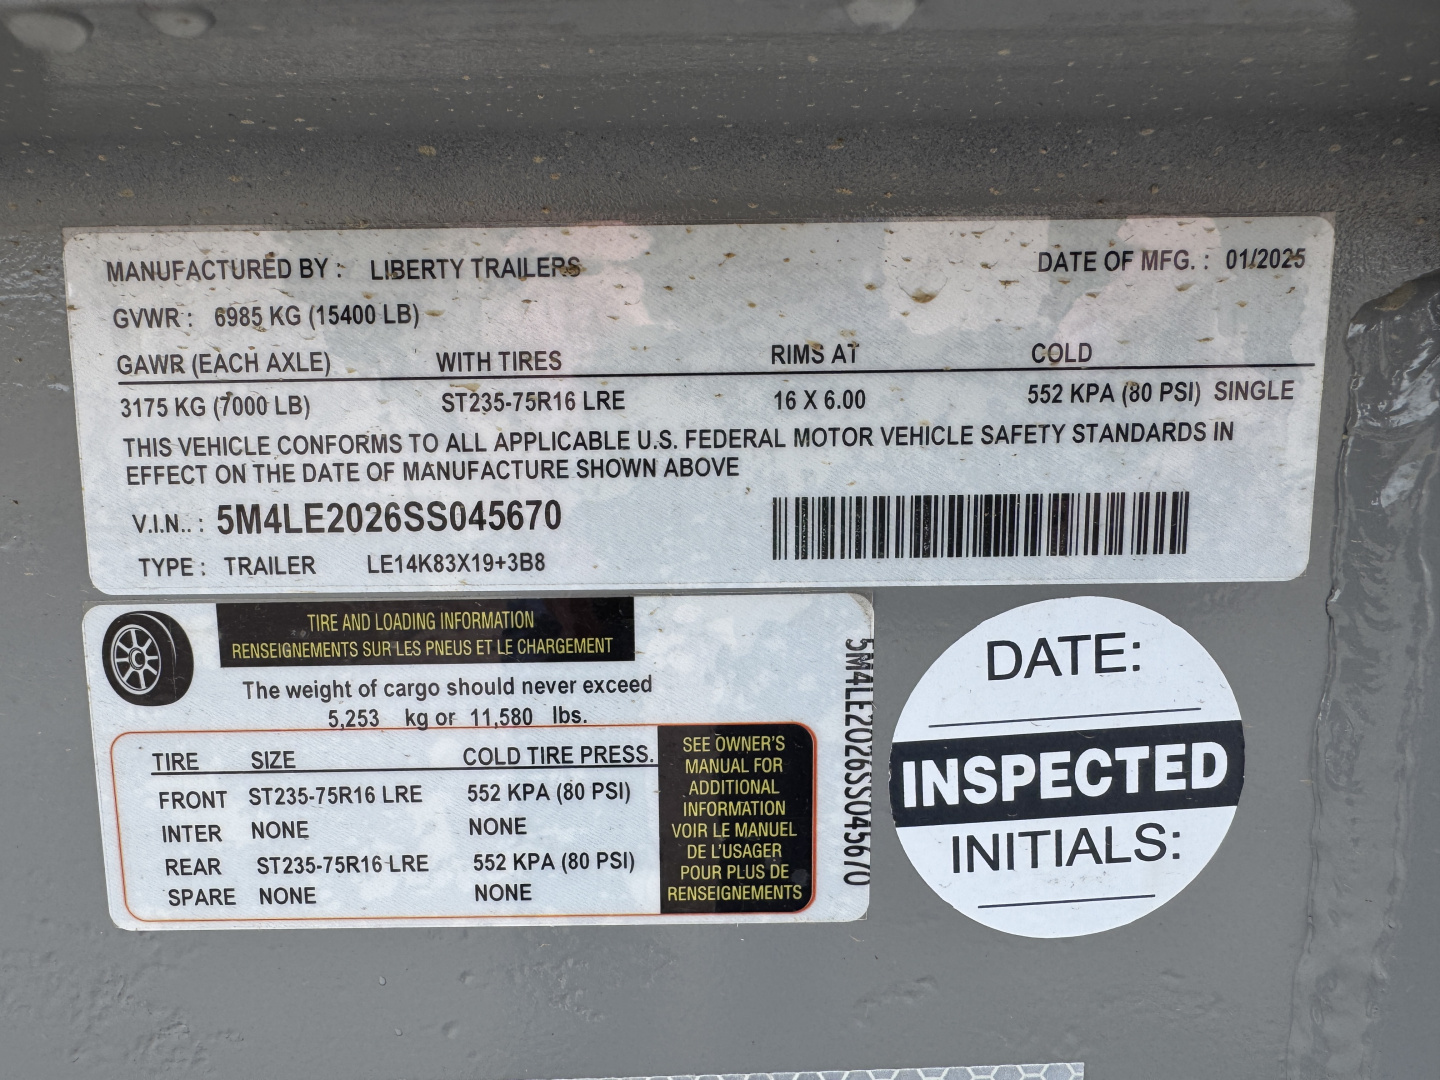 MANUFACTURED BY : LIBERTY TRAILERS DATE OF MFG. : 01/2025
GVWR : 6985 KG (15400 LB)
GAWR (EACH AXLE) WITH TIRES RIMS AT COLD
3175 KG (7000 LB) ST235-75R16 LRE 16 X 6.00 552 KPA (80 PSI) SINGLE
THIS VEHICLE CONFORMS TO ALL APPLICABLE U.S. FEDERAL MOTOR VEHICLE SAFETY STANDARDS IN
EFFECT ON THE DATE OF MANUFACTURE SHOWN ABOVE
V.I.N.. : 5M4LE2026SS045670
TYPE : TRAILER LE14K83X19+3B8
TIRE AND LOADING INFORMATION
RENSEIGNEMENTS SUR LES PNEUS ET LE CHARGEMENT
The weight of cargo should never exceed
5,253 kg or 11,580 lbs.
TIRE SIZE COLD TIRE PRESS.
FRONT ST235-75R16 LRE 552 KPA (80 PSI)
INTER NONE NONE
REAR ST235-75R16 LRE 552 KPA (80 PSI)
SPARE NONE NONE
SEE OWNER'S
MANUAL FOR
ADDITIONAL
INFORMATION
VOIR LE MANUEL
DE L'USAGER
POUR PLUS DE
RENSEIGNEMENTS
5M4LE2026SS045670
DATE:
INSPECTED
INITIALS: